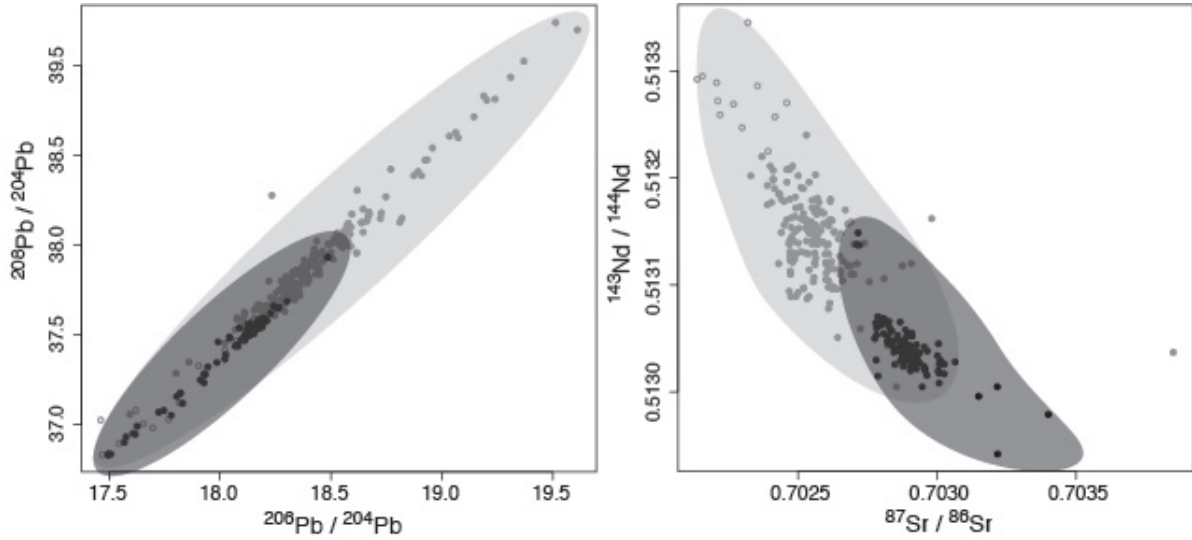 39.5
38.5
38.0
37.5
37.0
²⁰⁸Pb / ²⁰⁴Pb
17.5 18.0 18.5 19.0 19.5
²⁰⁶Pb / ²⁰⁴Pb
0.5133
0.5132
0.5131
0.5130
¹⁴³Nd / ¹⁴⁴Nd
0.7025 0.7030 0.7035
⁸⁷Sr / ⁸⁶Sr